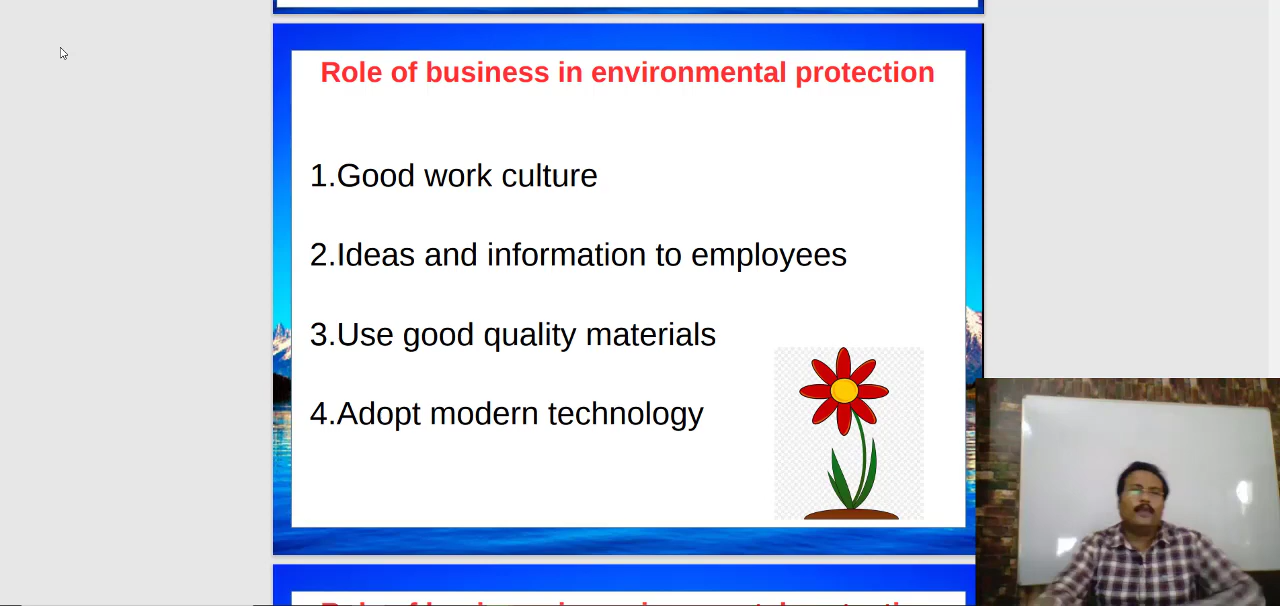 Role of business in environmental protection
1.Good work culture
2.Ideas and information to employees
3.Use good quality materials
4.Adopt modern technology